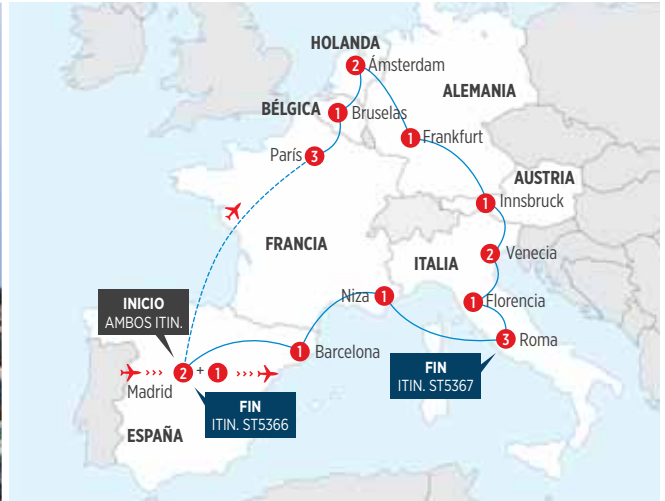 HOLANDA
2 Ámsterdam
ALEMANIA
BÉLGICA
1 Bruselas
1 Frankfurt
París 3
AUSTRIA
1 Innsbruck
FRANCIA
ITALIA
2 Venecia
Niza 1
1 Florencia
INICIO
AMBOS ITIN.
3 Roma
1 Barcelona
FIN
ITIN. ST5367
2 + 1
Madrid
FIN
ITIN. ST5366
ESPAÑA